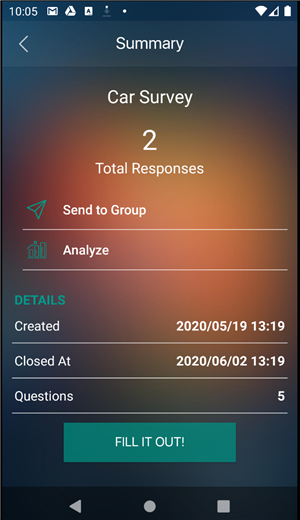 10:05
Summary
Car Survey
2
Total Responses
Send to Group
Analyze
DETAILS
Created 2020/05/19 13:19
Closed At 2020/06/02 13:19
Questions 5
FILL IT OUT!